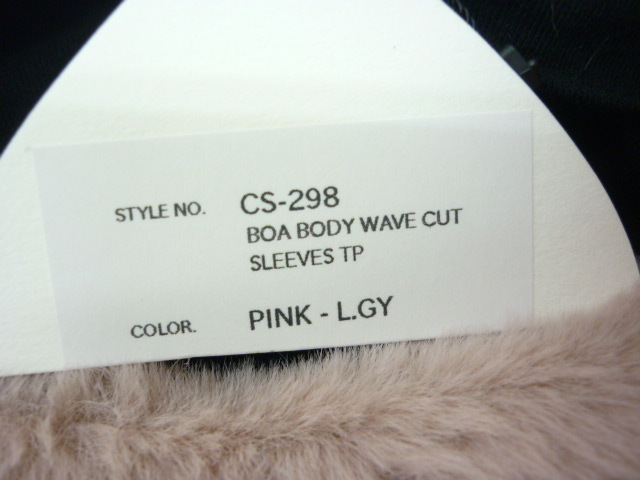 STYLE NO. CS-298
BOA BODY WAVE CUT
SLEEVES TP
COLOR. PINK - L.GY